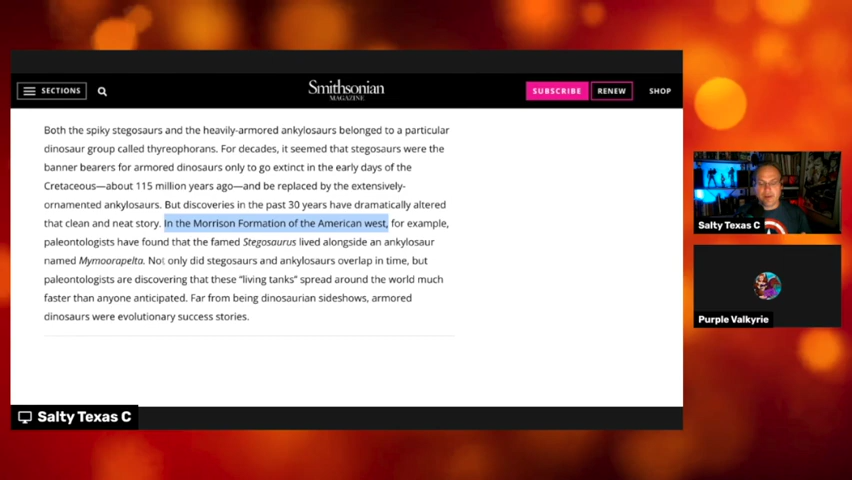 SECTIONS
Smithsonian
MAGAZINE
SUBSCRIBE
RENEW
SHOP
Both the spiky stegosaurs and the heavily-armored ankylosaurs belonged to a particular
dinosaur group called thyreophorans. For decades, it seemed that stegosaurs were the
banner bearers for armored dinosaurs only to go extinct in the early days of the
Cretaceous—about 115 million years ago—and be replaced by the extensively-
ornamented ankylosaurs. But discoveries in the past 30 years have dramatically altered
that clean and neat story. In the Morrison Formation of the American west, for example,
paleontologists have found that the famed Stegosaurus lived alongside an ankylosaur
named Mymoorapelta. Not only did stegosaurs and ankylosaurs overlap in time, but
paleontologists are discovering that these “living tanks” spread around the world much
faster than anyone anticipated. Far from being dinosaurian sideshows, armored
dinosaurs were evolutionary success stories.
Salty Texas C
Purple Valkyrie
Salty Texas C